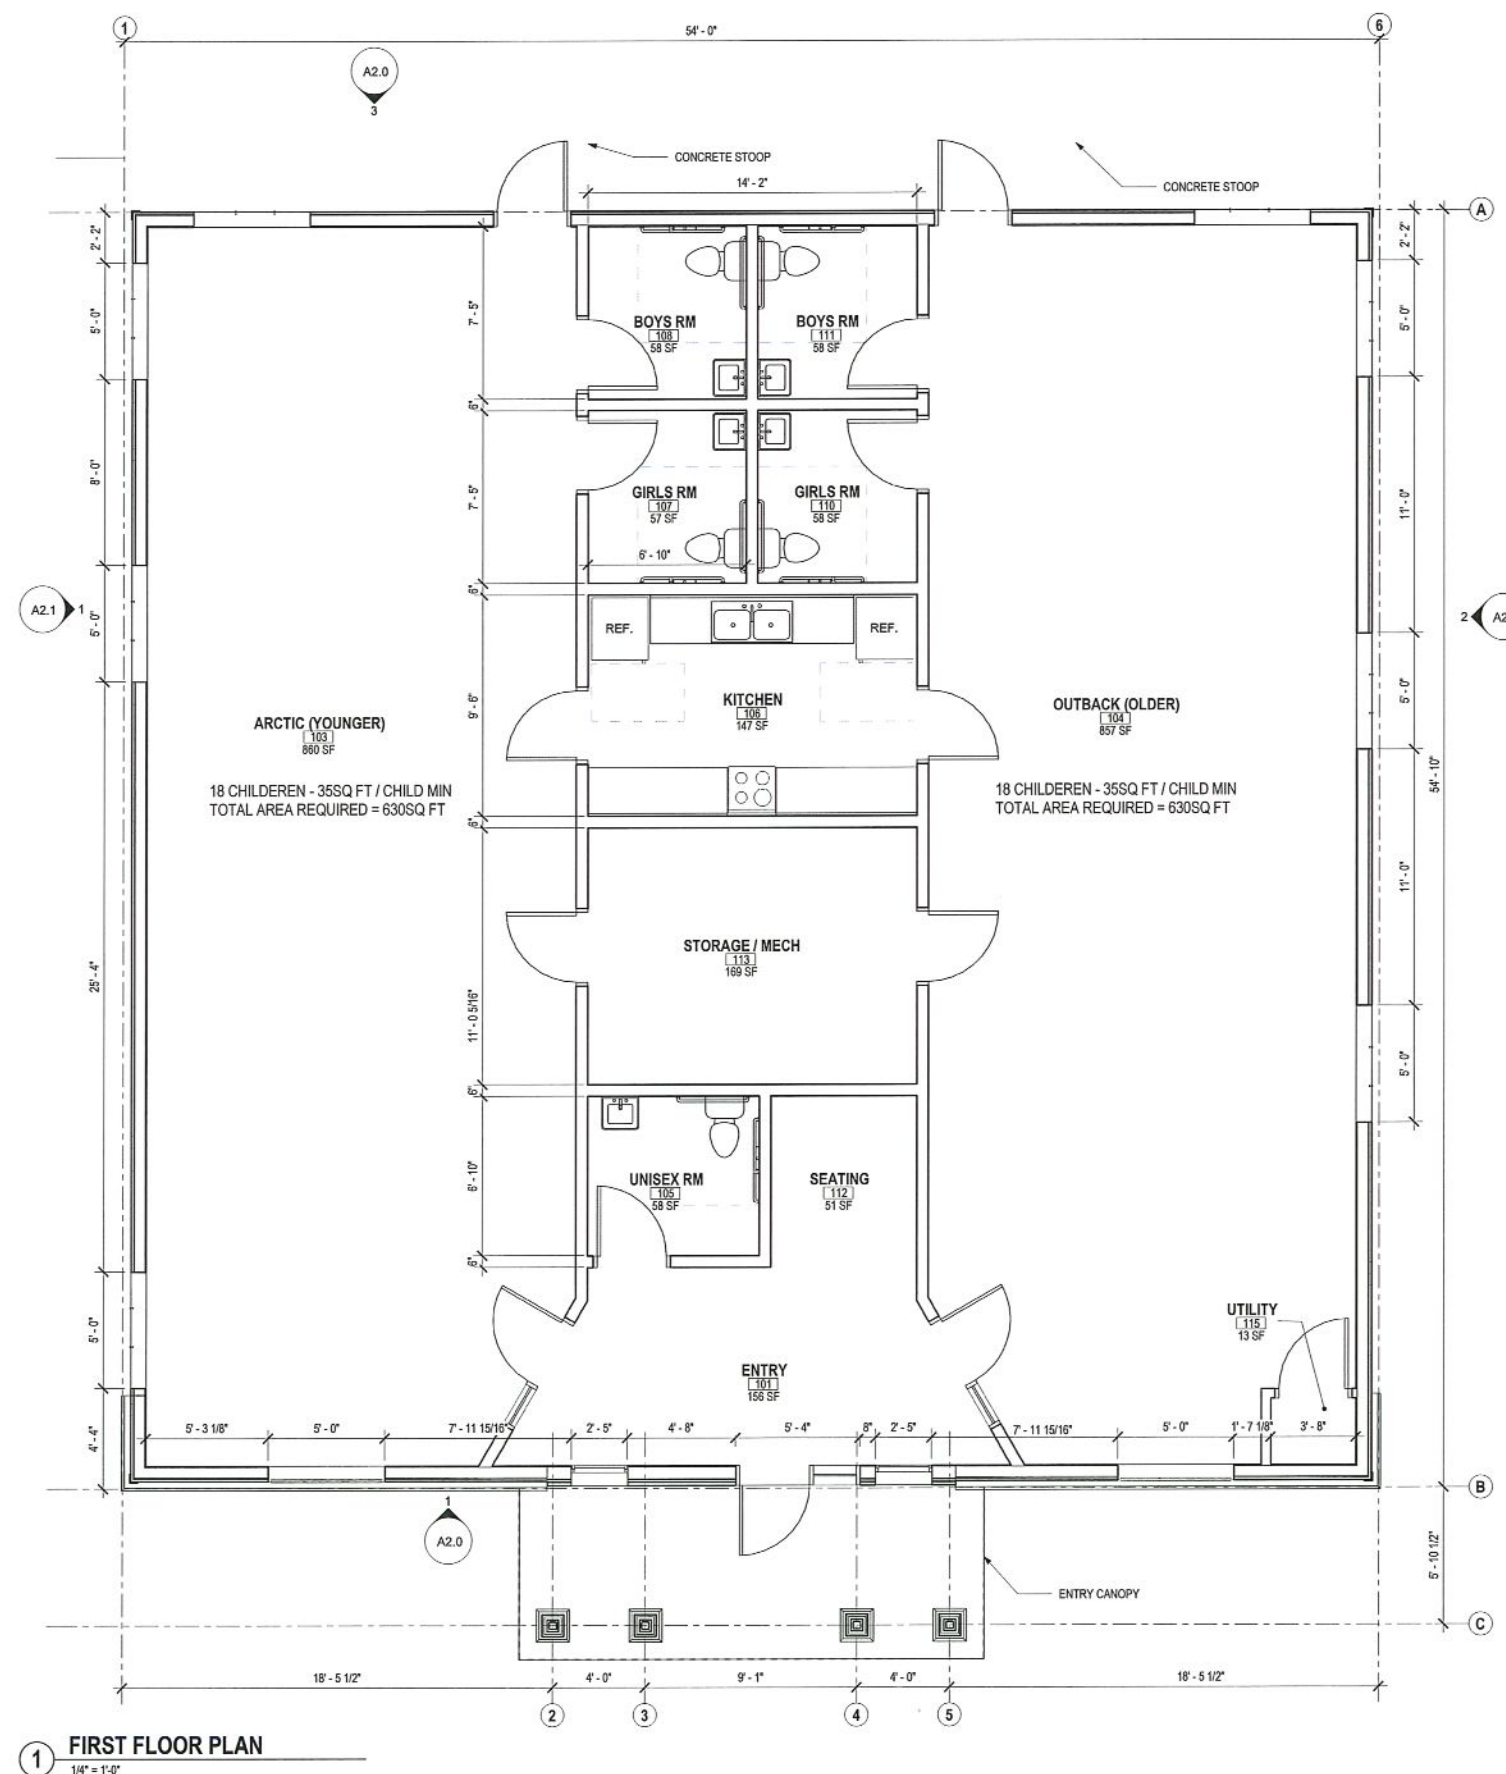 1
54' - 0"
6
A2.0
3
CONCRETE STOOP
14' - 2"
CONCRETE STOOP
A
2' - 2"
2' - 2"
5' - 0"
7' - 5"
BOYS RM
108
58 SF
BOYS RM
111
58 SF
5' - 0"
6"
8' - 0"
7' - 5"
GIRLS RM
107
57 SF
GIRLS RM
110
58 SF
11' - 0"
6' - 10"
6"
A2.1
1
5' - 0"
REF.
REF.
2
5' - 0"
9' - 6"
KITCHEN
106
147 SF
ARCTIC (YOUNGER)
103
860 SF
OUTBACK (OLDER)
104
857 SF
18 CHILDEREN - 35SQ FT / CHILD MIN
TOTAL AREA REQUIRED = 630SQ FT
18 CHILDEREN - 35SQ FT / CHILD MIN
TOTAL AREA REQUIRED = 630SQ FT
54' - 10"
6"
11' - 0"
STORAGE / MECH
113
169 SF
25' - 4"
11' - 0 5/16"
5' - 0"
6"
6' - 10"
UNISEX RM
105
58 SF
SEATING
112
51 SF
6"
5' - 0"
UTILITY
115
13 SF
ENTRY
101
156 SF
4' - 4"
5' - 3 1/8"
5' - 0"
7' - 11 15/16"
2' - 5"
4' - 8"
5' - 4"
8"
2' - 5"
7' - 11 15/16"
5' - 0"
1' - 7 1/8"
3' - 8"
B
1
A2.0
5' - 10 1/2"
ENTRY CANOPY
C
18' - 5 1/2"
4' - 0"
9' - 1"
4' - 0"
18' - 5 1/2"
2
3
4
5
1
FIRST FLOOR PLAN
1/4" = 1'-0"